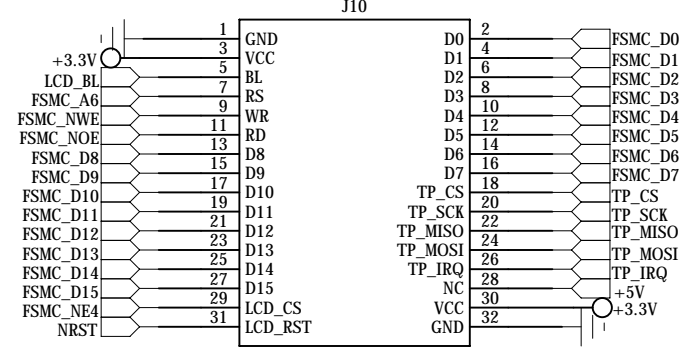 J10
1 GND D0 2 FSMC_D0
+3.3V 3 VCC D1 4 FSMC_D1
LCD_BL 5 BL D2 6 FSMC_D2
FSMC_A6 7 RS D3 8 FSMC_D3
FSMC_NWE 9 WR D4 10 FSMC_D4
FSMC_NOE 11 RD D5 12 FSMC_D5
FSMC_D8 13 D8 D6 14 FSMC_D6
FSMC_D9 15 D9 D7 16 FSMC_D7
FSMC_D10 17 D10 TP_CS 18 TP_CS
FSMC_D11 19 D11 TP_SCK 20 TP_SCK
FSMC_D12 21 D12 TP_MISO 22 TP_MISO
FSMC_D13 23 D13 TP_MOSI 24 TP_MOSI
FSMC_D14 25 D14 TP_IRQ 26 TP_IRQ
FSMC_D15 27 D15 NC 28 +5V
FSMC_NE4 29 LCD_CS VCC 30 +3.3V
NRST 31 LCD_RST GND 32